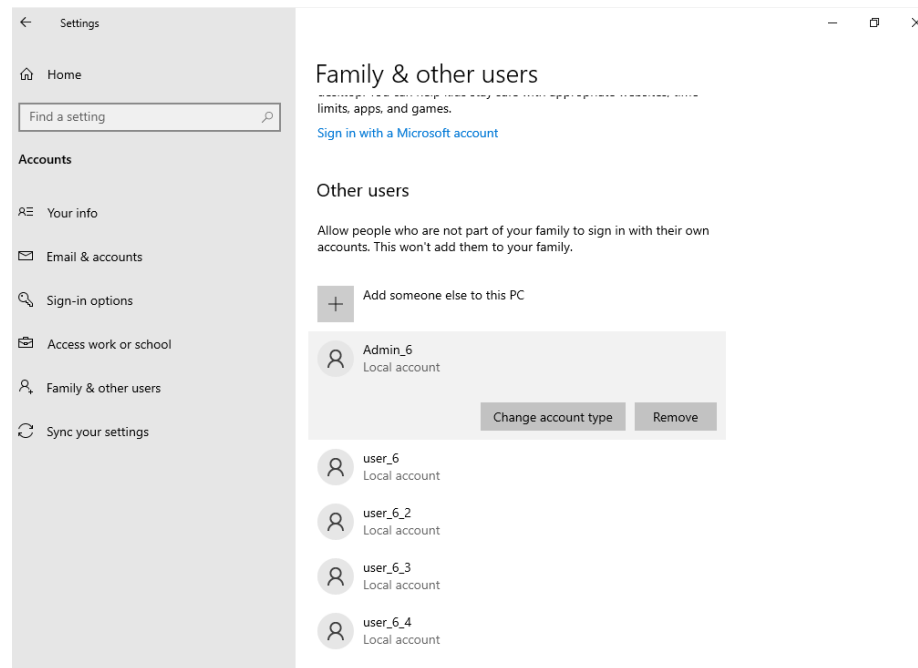 Settings
Home
Find a setting
Accounts
Your info
Email & accounts
Sign-in options
Access work or school
Family & other users
Sync your settings
Family & other users
limits, apps, and games.
Sign in with a Microsoft account
Other users
Allow people who are not part of your family to sign in with their own
accounts. This won't add them to your family.
Add someone else to this PC
Admin_6
Local account
Change account type
Remove
user_6
Local account
user_6_2
Local account
user_6_3
Local account
user_6_4
Local account